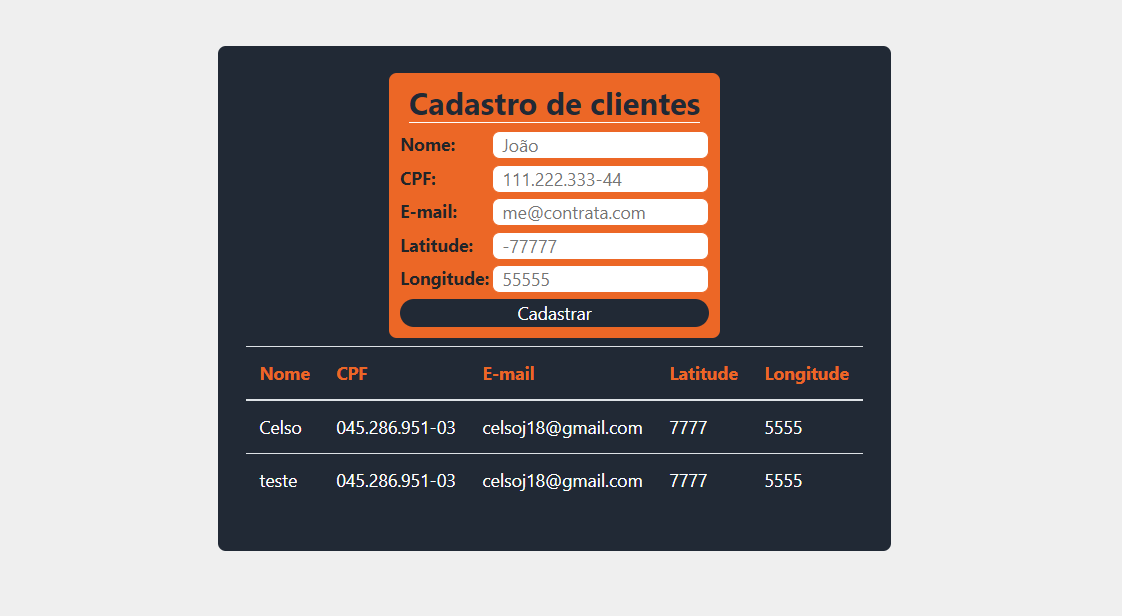 Cadastro de clientes
Nome: João
CPF: 111.222.333-44
E-mail: me@contrata.com
Latitude: -77777
Longitude: 55555
Cadastrar
Nome CPF E-mail Latitude Longitude
Celso 045.286.951-03 celsoj18@gmail.com 7777 5555
teste 045.286.951-03 celsoj18@gmail.com 7777 5555